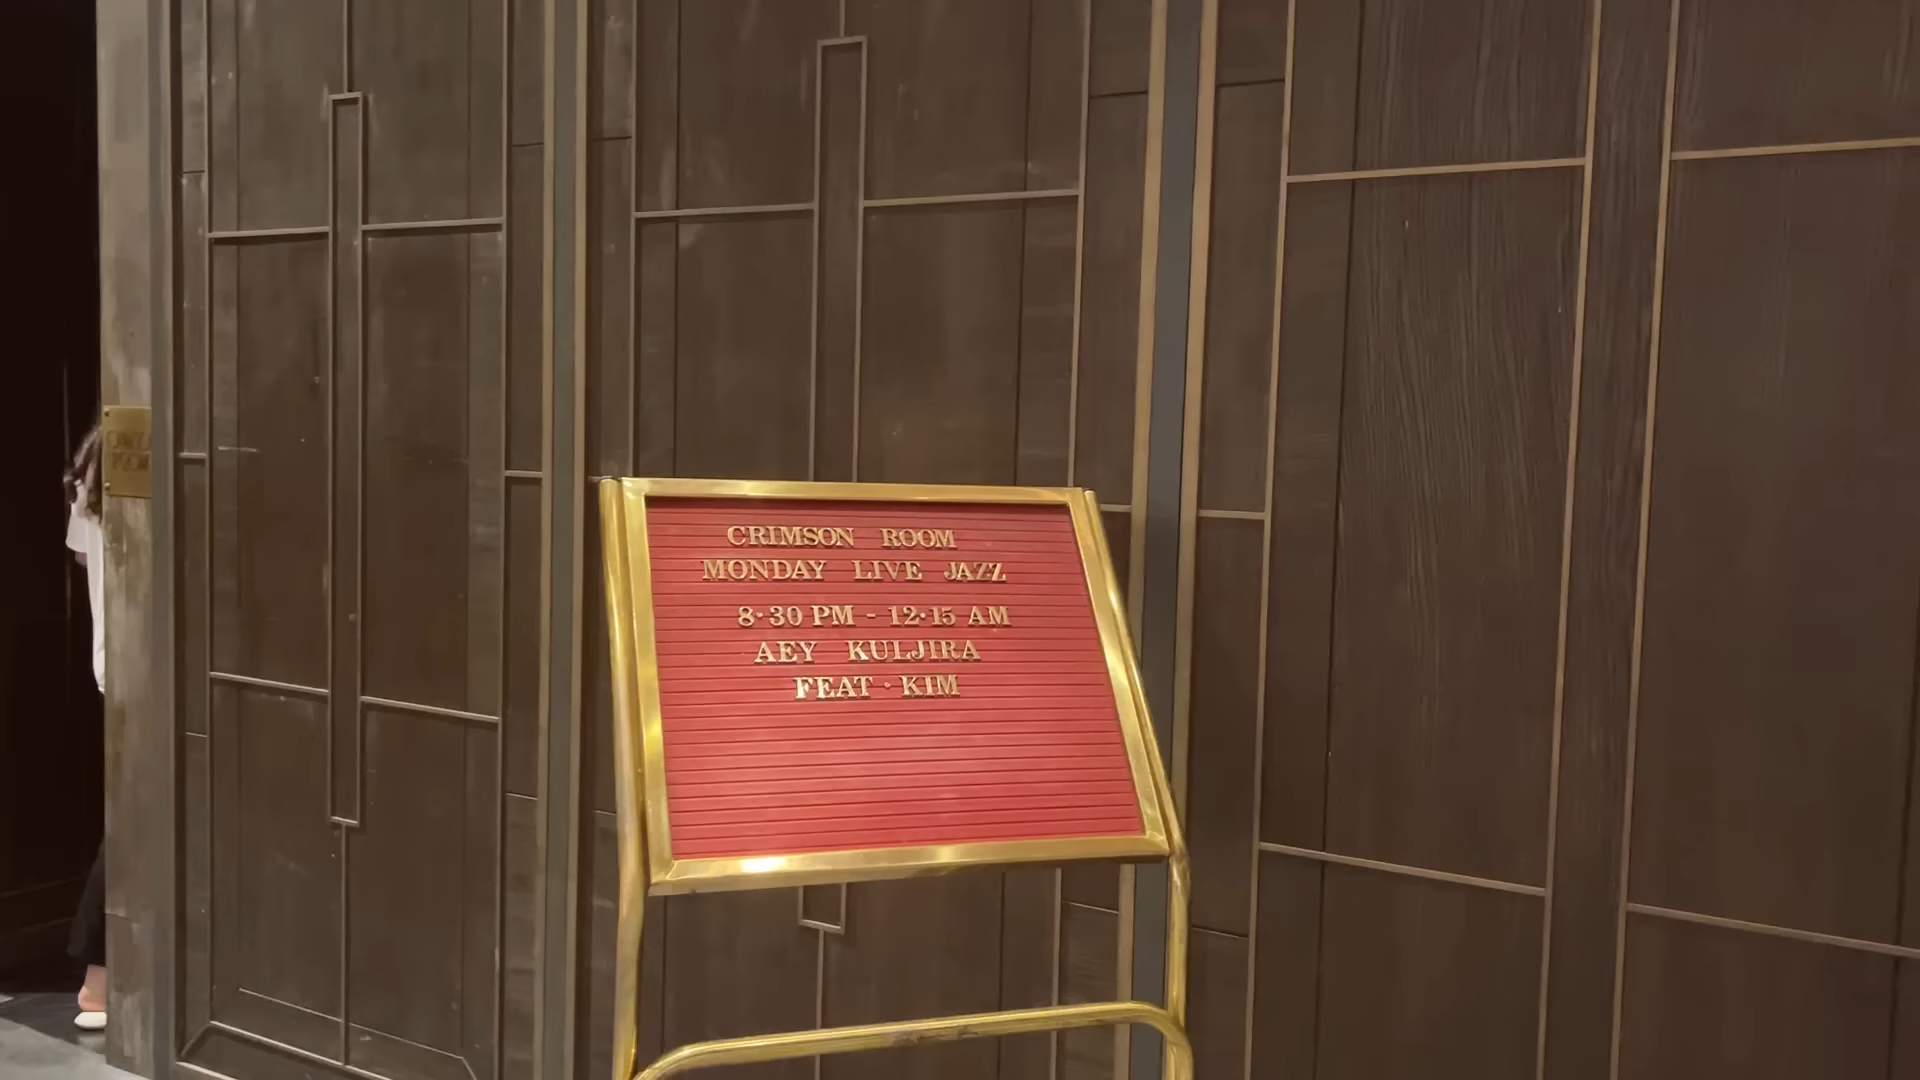 CRIMSON ROOM
MONDAY LIVE JAZZ
8·30 PM - 12·15 AM
AEY KULJIRA
FEAT · KIM